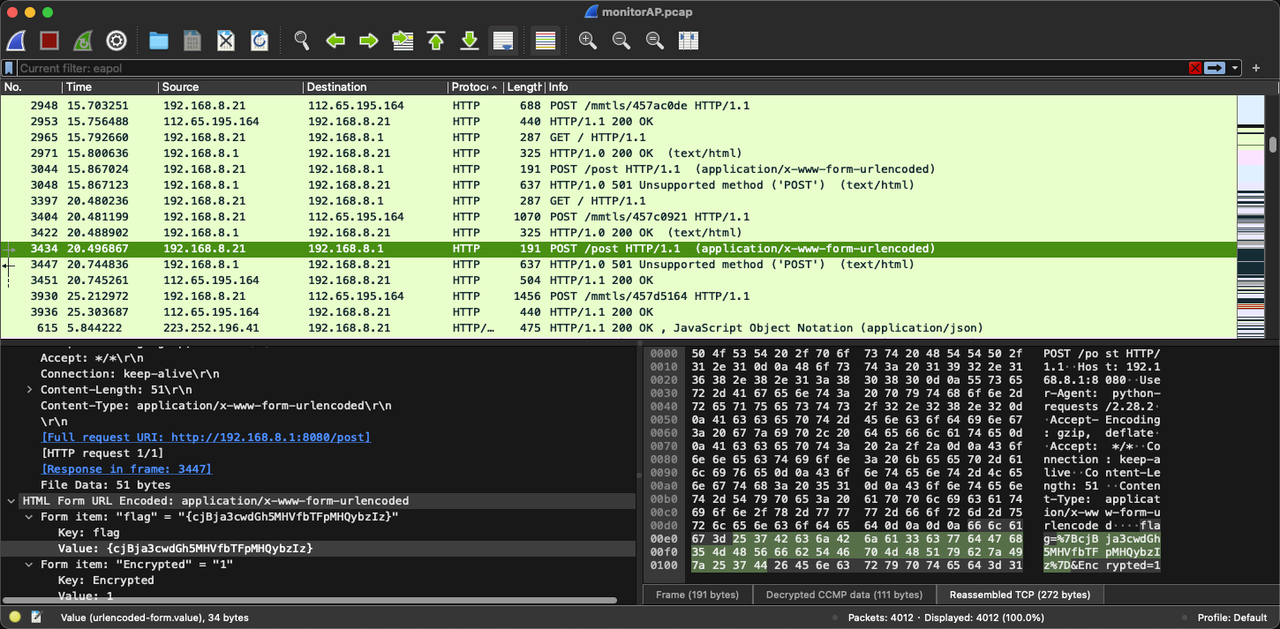 monitorAP.pcap
Current filter: eapol
No. Time Source Destination Protoco Length Info
2948 15.703251 192.168.8.21 112.65.195.164 HTTP 688 POST /mmtls/457ac0de HTTP/1.1
2953 15.756488 112.65.195.164 192.168.8.21 HTTP 440 HTTP/1.1 200 OK
2965 15.792660 192.168.8.21 192.168.8.1 HTTP 287 GET / HTTP/1.1
2971 15.800636 192.168.8.1 192.168.8.21 HTTP 325 HTTP/1.0 200 OK (text/html)
3044 15.867024 192.168.8.21 192.168.8.1 HTTP 191 POST /post HTTP/1.1 (application/x-www-form-urlencoded)
3048 15.867123 192.168.8.1 192.168.8.21 HTTP 637 HTTP/1.0 501 Unsupported method ('POST') (text/html)
3397 20.480236 192.168.8.21 192.168.8.1 HTTP 287 GET / HTTP/1.1
3404 20.481199 192.168.8.21 112.65.195.164 HTTP 1070 POST /mmtls/457c0921 HTTP/1.1
3422 20.488902 192.168.8.1 192.168.8.21 HTTP 325 HTTP/1.0 200 OK (text/html)
3434 20.496867 192.168.8.21 192.168.8.1 HTTP 191 POST /post HTTP/1.1 (application/x-www-form-urlencoded)
3447 20.744836 192.168.8.1 192.168.8.21 HTTP 637 HTTP/1.0 501 Unsupported method ('POST') (text/html)
3451 20.745261 112.65.195.164 192.168.8.21 HTTP 504 HTTP/1.1 200 OK
3930 25.212972 192.168.8.21 112.65.195.164 HTTP 1456 POST /mmtls/457d5164 HTTP/1.1
3936 25.303687 112.65.195.164 192.168.8.21 HTTP 440 HTTP/1.1 200 OK
615 5.844222 223.252.196.41 192.168.8.21 HTTP/… 475 HTTP/1.1 200 OK , JavaScript Object Notation (application/json)
Accept: */*\r\n
Connection: keep-alive\r\n
Content-Length: 51\r\n
Content-Type: application/x-www-form-urlencoded\r\n
\r\n
[Full request URI: http://192.168.8.1:8080/post]
[HTTP request 1/1]
[Response in frame: 3447]
File Data: 51 bytes
HTML Form URL Encoded: application/x-www-form-urlencoded
Form item: "flag" = "{cjBja3cwdGh5MHVfbTFpMHQybzIz}"
Key: flag
Value: {cjBja3cwdGh5MHVfbTFpMHQybzIz}
Form item: "Encrypted" = "1"
Key: Encrypted
Value: 1
0000 50 4f 53 54 20 2f 70 6f 73 74 20 48 54 54 50 2f POST /po st HTTP/
0010 31 2e 31 0d 0a 48 6f 73 74 3a 20 31 39 32 2e 31 1.1··Hos t: 192.1
0020 36 38 2e 38 2e 31 3a 38 30 38 30 0d 0a 55 73 65 68.8.1:8 080··Use
0030 72 2d 41 67 65 6e 74 3a 20 70 79 74 68 6f 6e 2d r-Agent: python-
0040 72 65 71 75 65 73 74 73 2f 32 2e 32 38 2e 32 0d requests /2.28.2·
0050 0a 41 63 63 65 70 74 2d 45 6e 63 6f 64 69 6e 67 ·Accept- Encoding
0060 3a 20 67 7a 69 70 2c 20 64 65 66 6c 61 74 65 0d : gzip, deflate·
0070 0a 41 63 63 65 70 74 3a 20 2a 2f 2a 0d 0a 43 6f ·Accept: */*··Co
0080 6e 6e 65 63 74 69 6f 6e 3a 20 6b 65 65 70 2d 61 nnection : keep-a
0090 6c 69 76 65 0d 0a 43 6f 6e 74 65 6e 74 2d 4c 65 live··Co ntent-Le
00a0 6e 67 74 68 3a 20 35 31 0d 0a 43 6f 6e 74 65 6e ngth: 51 ··Conten
00b0 74 2d 54 79 70 65 3a 20 61 70 70 6c 69 63 61 74 t-Type: applicat
00c0 69 6f 6e 2f 78 2d 77 77 77 2d 66 6f 72 6d 2d 75 ion/x-ww w-form-u
00d0 72 6c 65 6e 63 6f 64 65 64 0d 0a 0d 0a 66 6c 61 rlencode d····fla
00e0 67 3d 25 37 42 63 6a 42 6a 61 33 63 77 64 47 68 g=%7BcjB ja3cwdGh
00f0 35 4d 48 56 66 62 54 46 70 4d 48 51 79 62 7a 49 5MHVfbTF pMHQybzI
0100 7a 25 37 44 26 45 6e 63 72 79 70 74 65 64 3d 31 z%7D&Enc rypted=1
Frame (191 bytes) Decrypted CCMP data (111 bytes) Reassembled TCP (272 bytes)
Value (urlencoded-form.value), 34 bytes Packets: 4012 · Displayed: 4012 (100.0%) Profile: Default